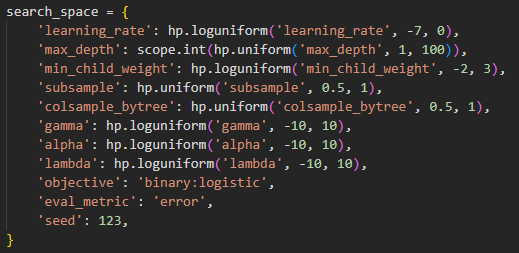 search_space = {
    'learning_rate': hp.loguniform('learning_rate', -7, 0),
    'max_depth': scope.int(hp.uniform('max_depth', 1, 100)),
    'min_child_weight': hp.loguniform('min_child_weight', -2, 3),
    'subsample': hp.uniform('subsample', 0.5, 1),
    'colsample_bytree': hp.uniform('colsample_bytree', 0.5, 1),
    'gamma': hp.loguniform('gamma', -10, 10),
    'alpha': hp.loguniform('alpha', -10, 10),
    'lambda': hp.loguniform('lambda', -10, 10),
    'objective': 'binary:logistic',
    'eval_metric': 'error',
    'seed': 123,
}